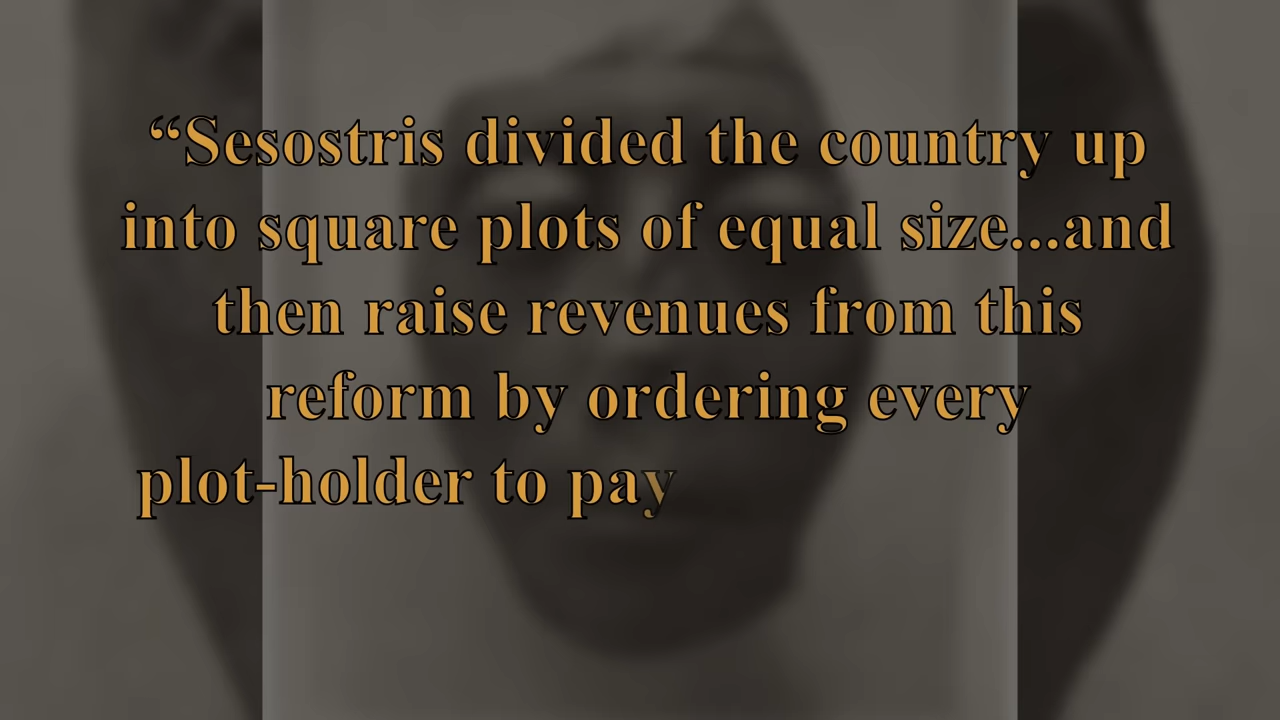 “Sesostris divided the country up
into square plots of equal size...and
then raise revenues from this
reform by ordering every
plot-holder to pay